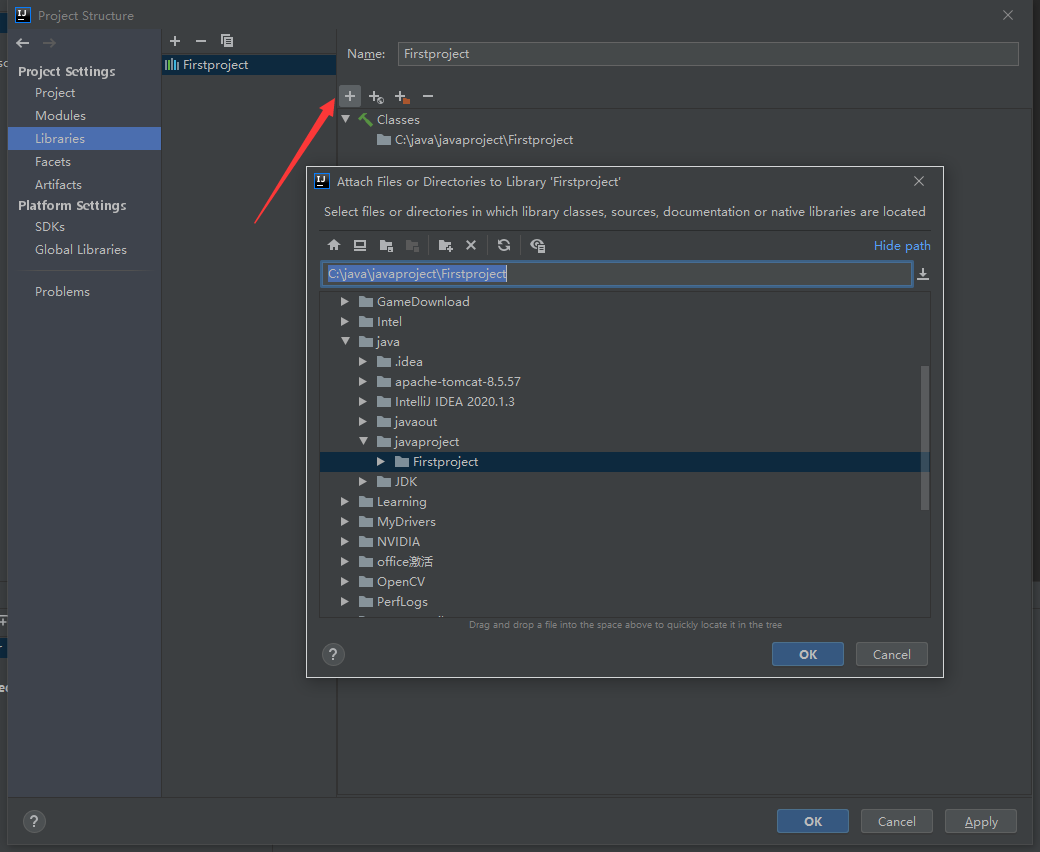 Project Structure
Project Settings
Project
Modules
Libraries
Facets
Artifacts
Platform Settings
SDKs
Global Libraries
Problems
Firstproject
Name: Firstproject
Classes
C:\java\javaproject\Firstproject
Attach Files or Directories to Library 'Firstproject'
Select files or directories in which library classes, sources, documentation or native libraries are located
Hide path
C:\java\javaproject\Firstproject
GameDownload
Intel
java
.idea
apache-tomcat-8.5.57
IntelliJ IDEA 2020.1.3
javaout
javaproject
Firstproject
JDK
Learning
MyDrivers
NVIDIA
office激活
OpenCV
PerfLogs
Drag and drop a file into the space above to quickly locate it in the tree
?
OK
Cancel
?
OK
Cancel
Apply